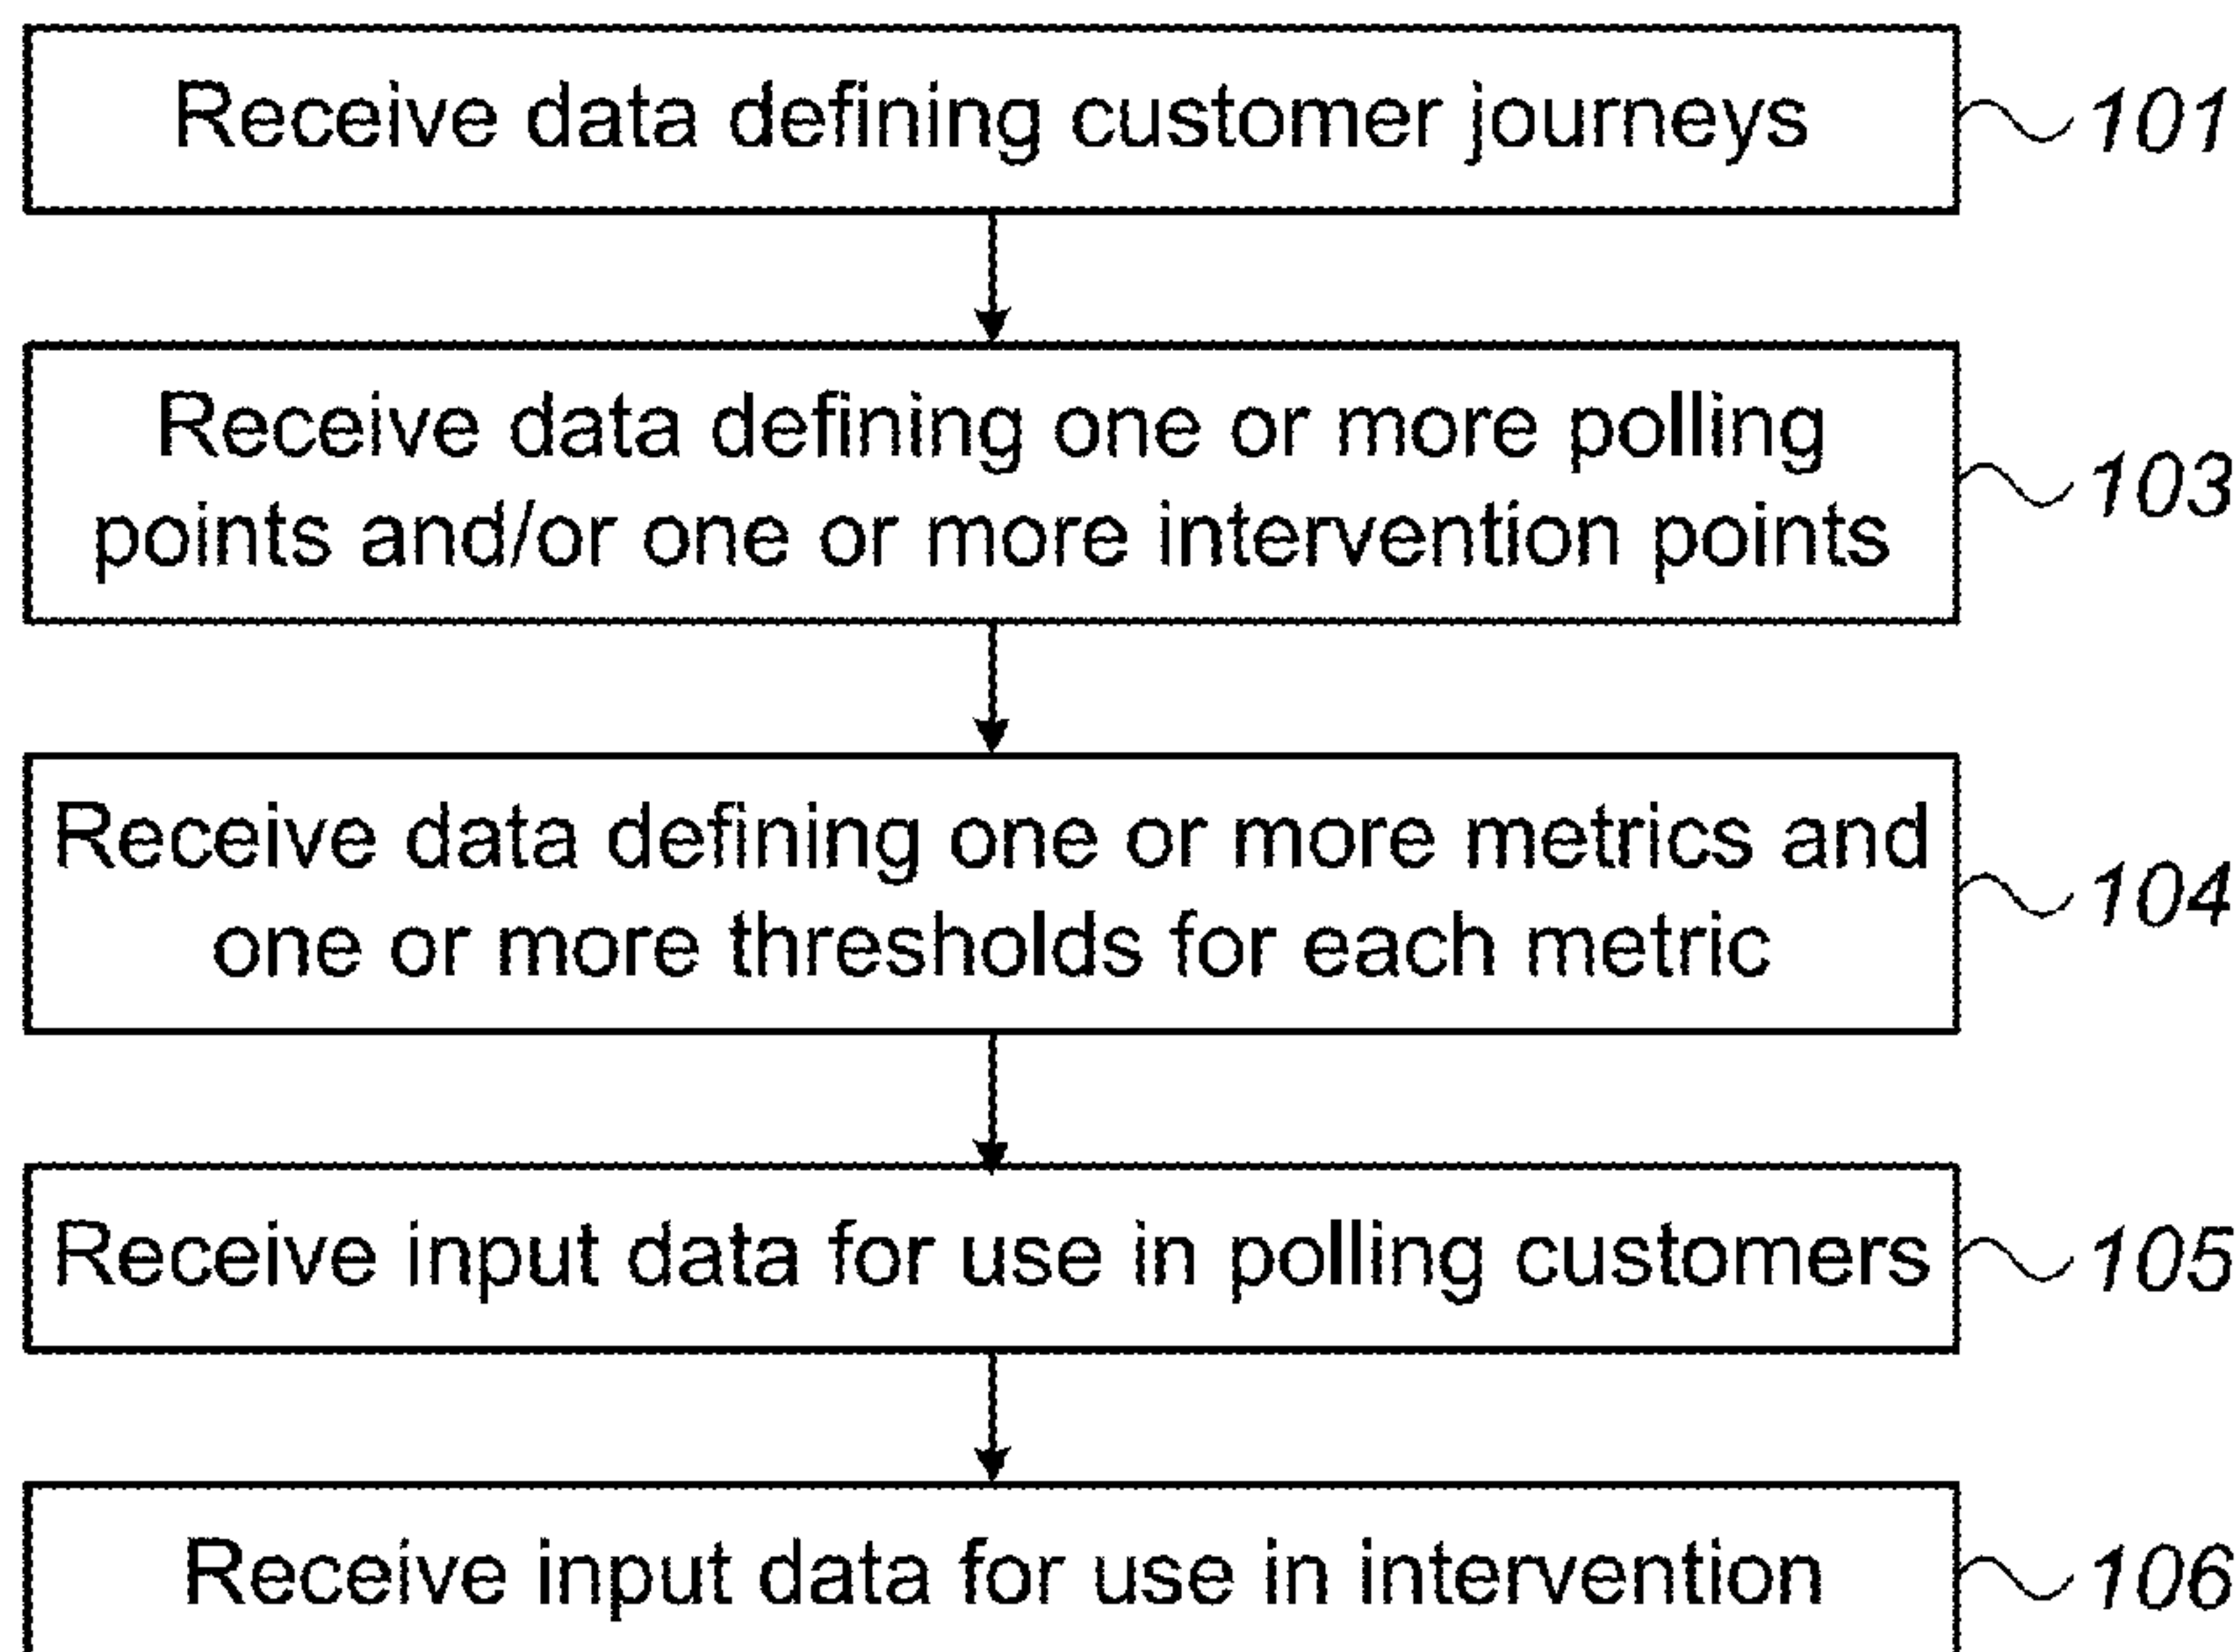 Receive data defining customer journeys
101
Receive data defining one or more polling
points and/or one or more intervention points
103
Receive data defining one or more metrics and
one or more thresholds for each metric
104
Receive input data for use in polling customers
105
Receive input data for use in intervention
106